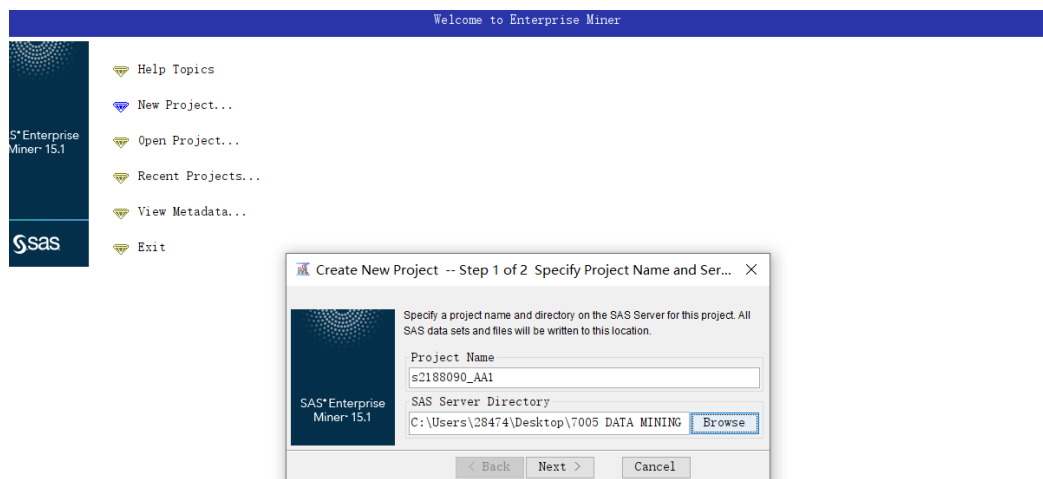 Welcome to Enterprise Miner
Help Topics
New Project...
S® Enterprise
Miner™ 15.1
Open Project...
Recent Projects...
View Metadata...
sas
Exit
Create New Project -- Step 1 of 2 Specify Project Name and Ser...
Specify a project name and directory on the SAS Server for this project. All
SAS data sets and files will be written to this location.
Project Name
s2188090_AA1
SAS® Enterprise
Miner™ 15.1
SAS Server Directory
C:\Users\28474\Desktop\7005 DATA MINING
Browse
< Back
Next >
Cancel